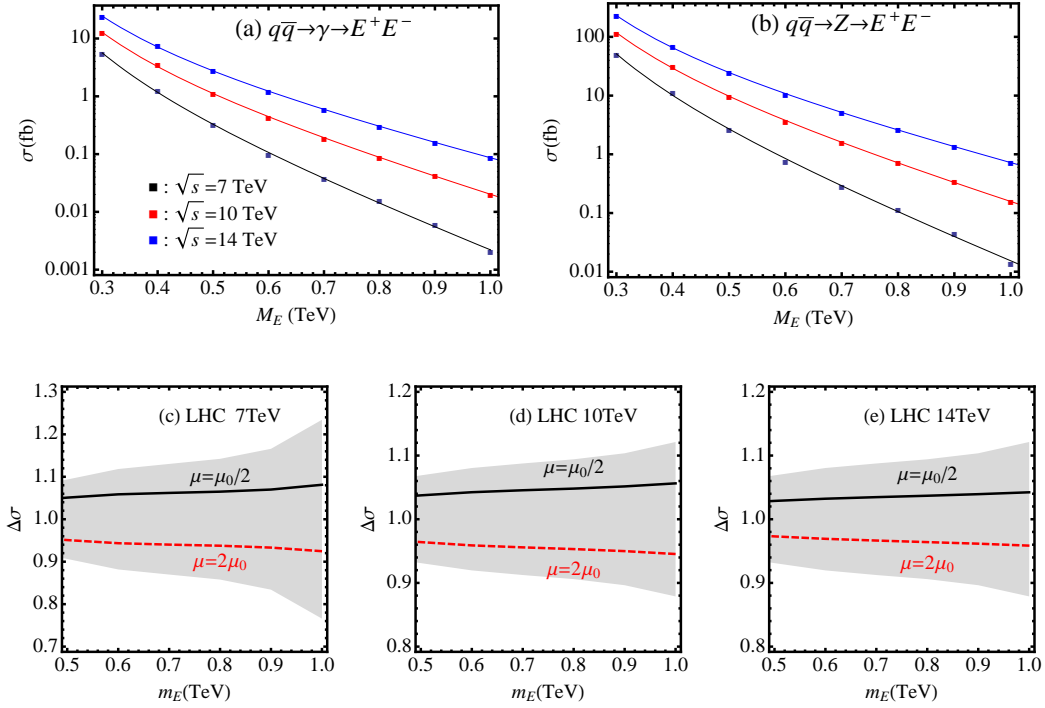 (a) qq̅→γ→E⁺E⁻
10
1
0.1
0.01
0.001
σ(fb)
: √s=7 TeV
: √s=10 TeV
: √s=14 TeV
0.3 0.4 0.5 0.6 0.7 0.8 0.9 1.0
M_E (TeV)
(b) qq̅→Z→E⁺E⁻
100
10
1
0.1
0.01
σ(fb)
0.3 0.4 0.5 0.6 0.7 0.8 0.9 1.0
M_E (TeV)
(c) LHC 7TeV
1.3
1.2
1.1
1.0
0.9
0.8
0.7
Δσ
μ=μ₀/2
μ=2μ₀
0.5 0.6 0.7 0.8 0.9 1.0
m_E(TeV)
(d) LHC 10TeV
1.2
1.1
1.0
0.9
0.8
Δσ
μ=μ₀/2
μ=2μ₀
0.5 0.6 0.7 0.8 0.9 1.0
m_E(TeV)
(e) LHC 14TeV
1.2
1.1
1.0
0.9
0.8
Δσ
μ=μ₀/2
μ=2μ₀
0.5 0.6 0.7 0.8 0.9 1.0
m_E(TeV)